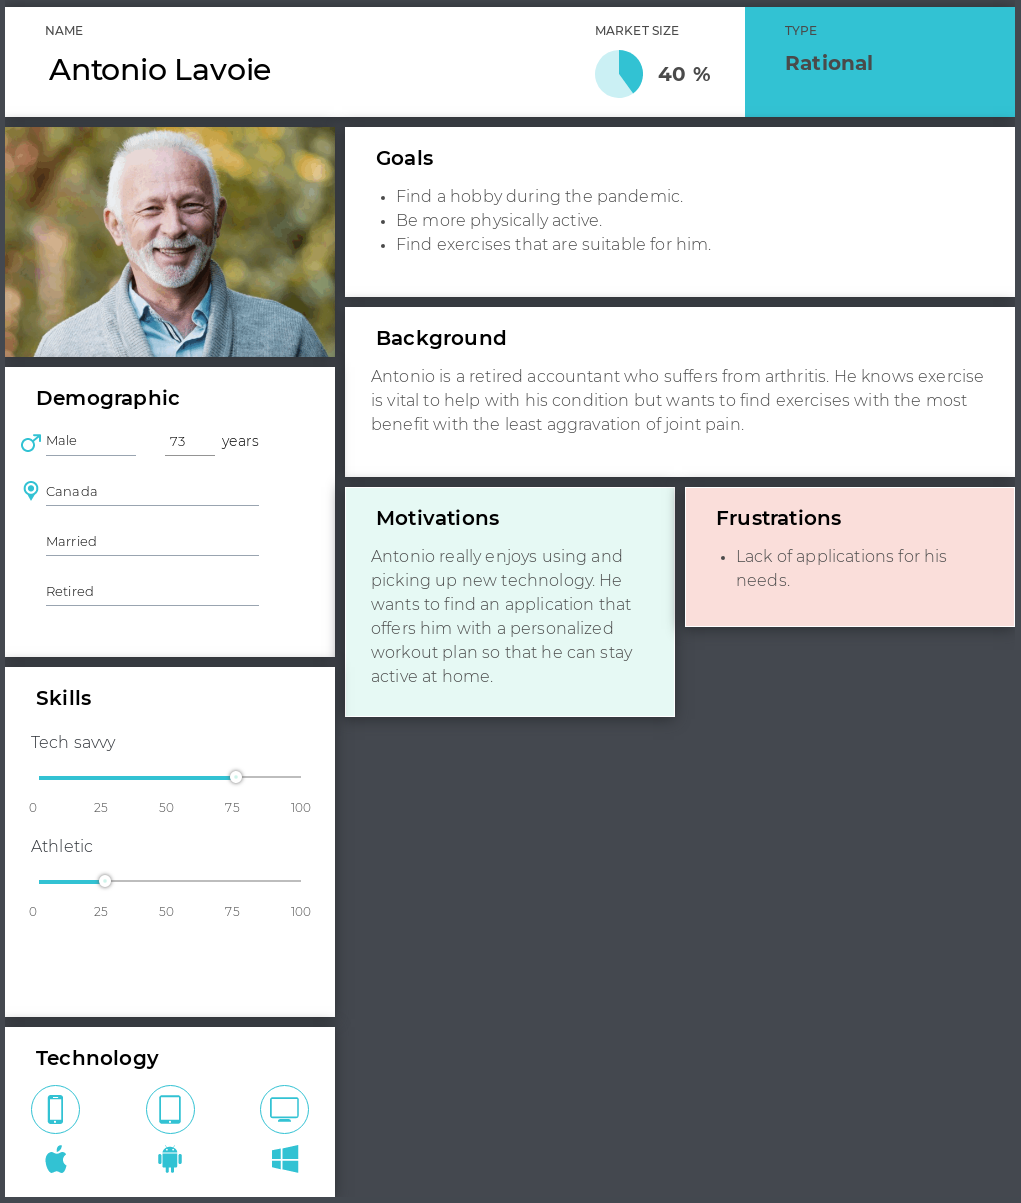 NAME
Antonio Lavoie
MARKET SIZE
40 %
TYPE
Rational
Goals
• Find a hobby during the pandemic.
• Be more physically active.
• Find exercises that are suitable for him.
Background
Antonio is a retired accountant who suffers from arthritis. He knows exercise
is vital to help with his condition but wants to find exercises with the most
benefit with the least aggravation of joint pain.
Demographic
Male 73 years
Canada
Married
Retired
Motivations
Antonio really enjoys using and
picking up new technology. He
wants to find an application that
offers him with a personalized
workout plan so that he can stay
active at home.
Frustrations
• Lack of applications for his
needs.
Skills
Tech savvy
0 25 50 75 100
Athletic
0 25 50 75 100
Technology